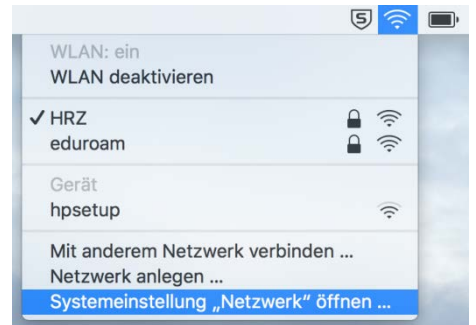 WLAN: ein
WLAN deaktivieren
HRZ
eduroam
Gerät
hpsetup
Mit anderem Netzwerk verbinden ...
Netzwerk anlegen ...
Systemeinstellung „Netzwerk“ öffnen ...